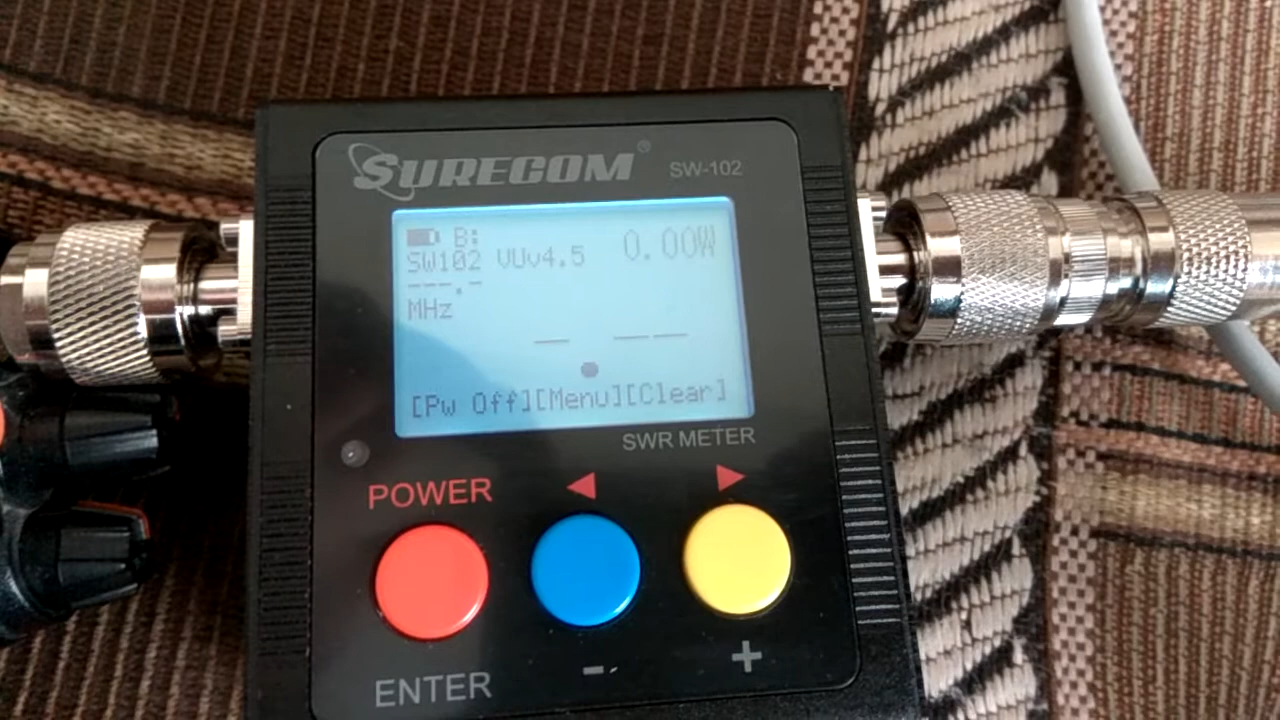 SURECOM®
SW-102
B: 0.00W
SW102 VUv4.5
---.-
MHz
— . — —
[Pw Off][Menu][Clear]
SWR METER
POWER ◀ ▶
ENTER - +